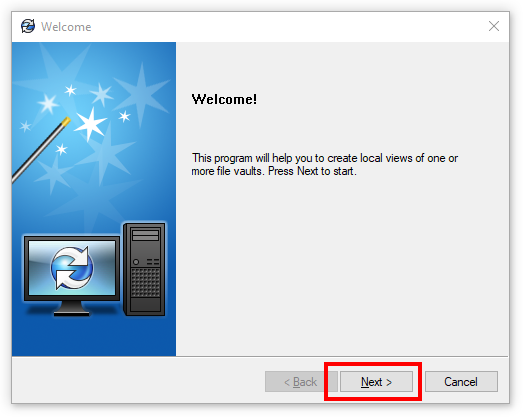 Welcome
Welcome!
This program will help you to create local views of one or
more file vaults. Press Next to start.
< Back
Next >
Cancel